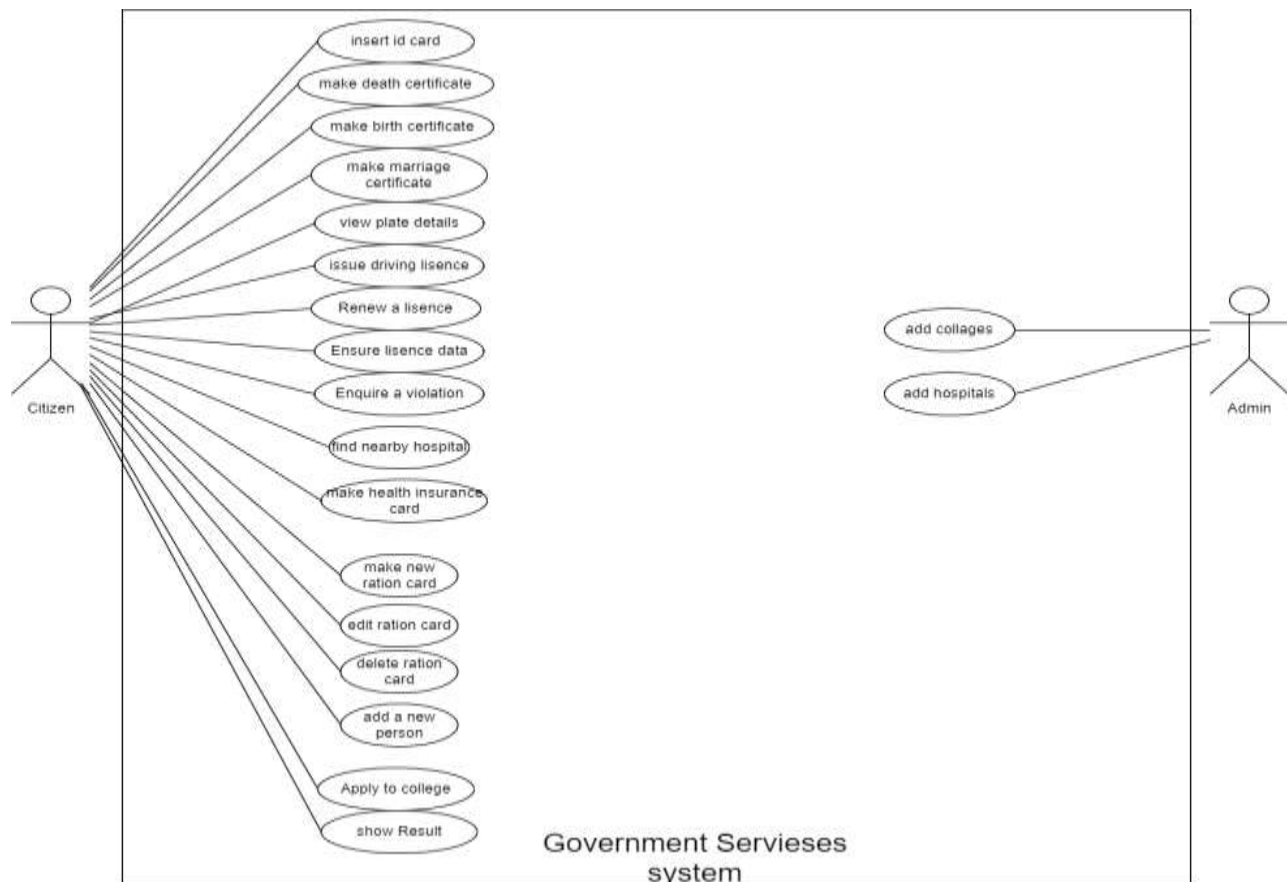 insert id card
make death certificate
make birth certificate
make marriage
certificate
view plate details
issue driving lisence
Renew a lisence
Ensure lisence data
Enquire a violation
find nearby hospital
make health insurance
card
make new
ration card
edit ration card
delete ration
card
add a new
person
Apply to college
show Result
Citizen
add collages
add hospitals
Admin
Government Servieses
system